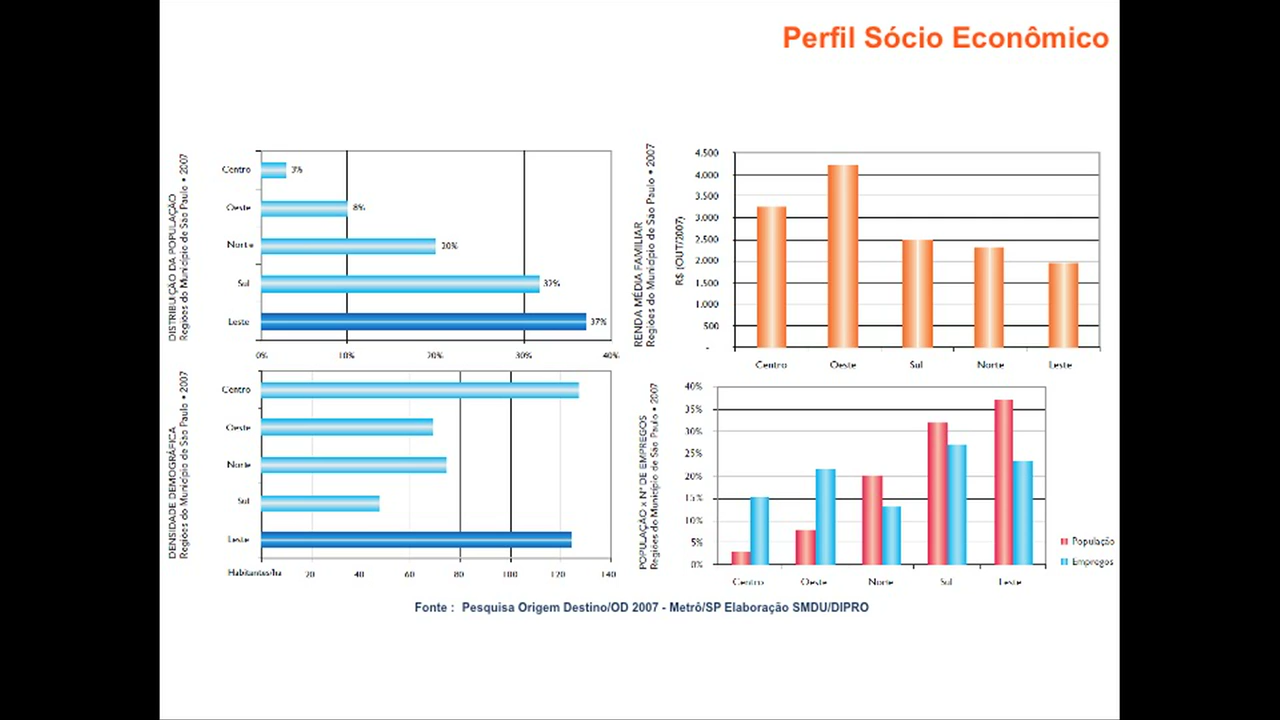 Perfil Sócio Econômico
DISTRIBUIÇÃO DA POPULAÇÃO
Regiões do Município de São Paulo • 2007
Centro 3%
Oeste 8%
Norte 20%
Sul 32%
Leste 37%
0% 10% 20% 30% 40%
RENDA MÉDIA FAMILIAR
Regiões do Município de São Paulo • 2007
R$ (OUT/2007)
4.500
4.000
3.500
3.000
2.500
2.000
1.500
1.000
500
-
Centro Oeste Sul Norte Leste
DENSIDADE DEMOGRÁFICA
Regiões do Município de São Paulo • 2007
Centro
Oeste
Norte
Sul
Leste
Habitantes/ha 20 40 60 80 100 120 140
POPULAÇÃO x Nº DE EMPREGOS
Regiões do Município de São Paulo • 2007
40%
35%
30%
25%
20%
15%
10%
5%
0%
Centro Oeste Norte Sul Leste
População
Empregos
Fonte : Pesquisa Origem Destino/OD 2007 - Metrô/SP Elaboração SMDU/DIPRO